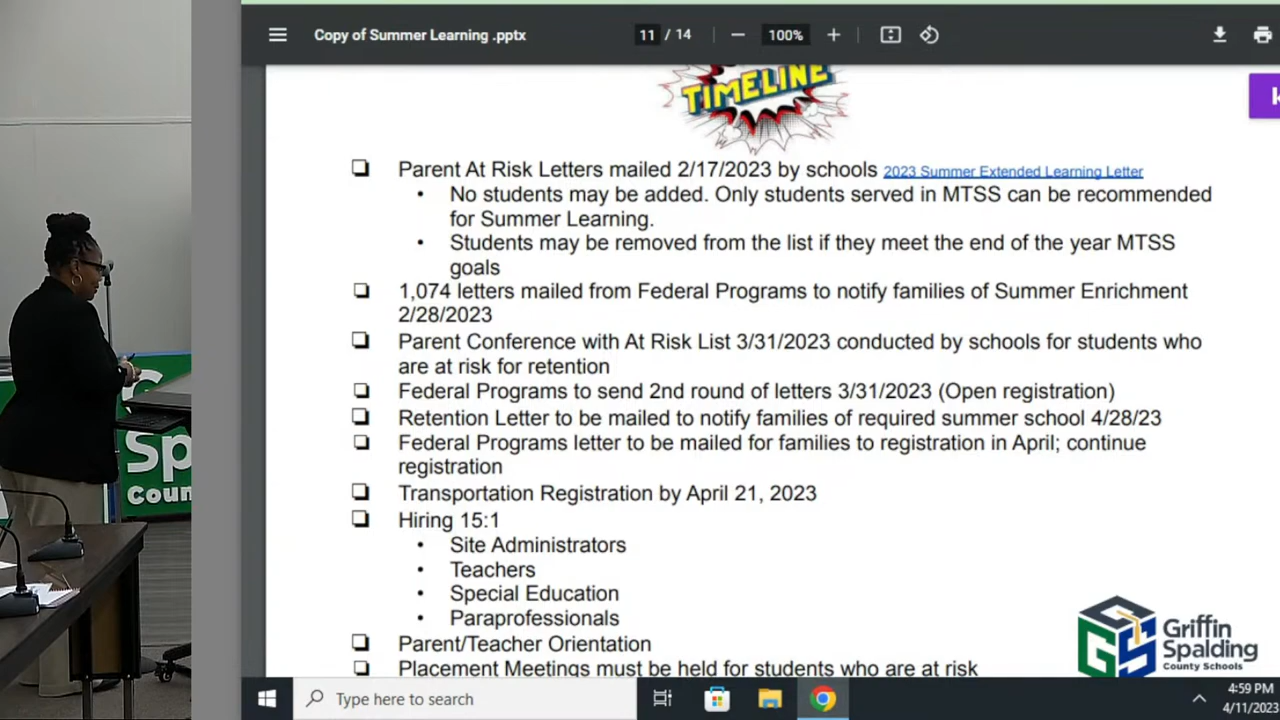 Copy of Summer Learning .pptx
11 / 14
100%
TIMELINE
Parent At Risk Letters mailed 2/17/2023 by schools 2023 Summer Extended Learning Letter
No students may be added. Only students served in MTSS can be recommended
for Summer Learning.
Students may be removed from the list if they meet the end of the year MTSS
goals
1,074 letters mailed from Federal Programs to notify families of Summer Enrichment
2/28/2023
Parent Conference with At Risk List 3/31/2023 conducted by schools for students who
are at risk for retention
Federal Programs to send 2nd round of letters 3/31/2023 (Open registration)
Retention Letter to be mailed to notify families of required summer school 4/28/23
Federal Programs letter to be mailed for families to registration in April; continue
registration
Transportation Registration by April 21, 2023
Hiring 15:1
Site Administrators
Teachers
Special Education
Paraprofessionals
Parent/Teacher Orientation
Placement Meetings must be held for students who are at risk
GS
Griffin
Spalding
County Schools
Sp
Coun
Type here to search
4:59 PM
4/11/2023